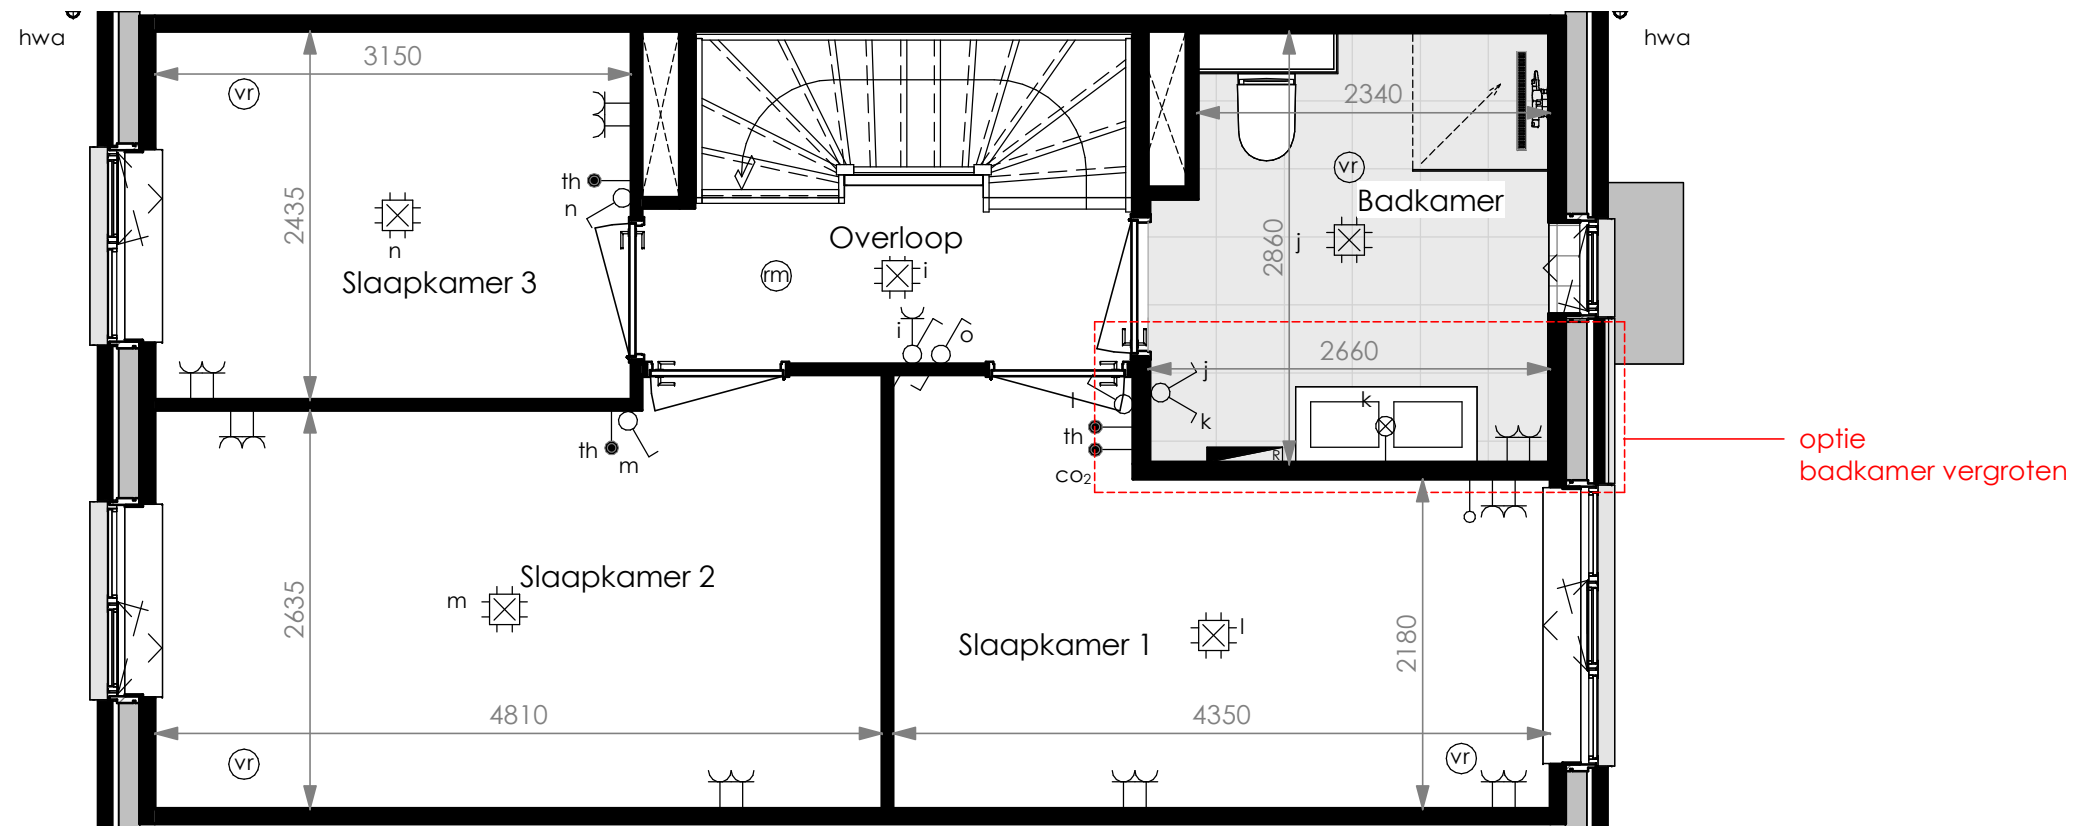 hwa
hwa
3150
vr
2340
vr
Badkamer
th
n
2435
n
Slaapkamer 3
Overloop
rm
i
2860
j
i
o
2660
j
k
k
l
th
co₂
R
th
m
optie
badkamer vergroten
2635
m
Slaapkamer 2
Slaapkamer 1
l
2180
4810
4350
vr
vr